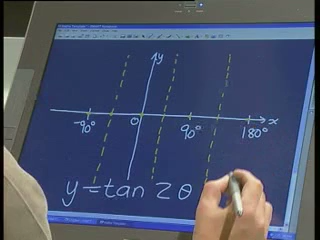 y
-90° 0 90° 180° x
y = tan 2θ